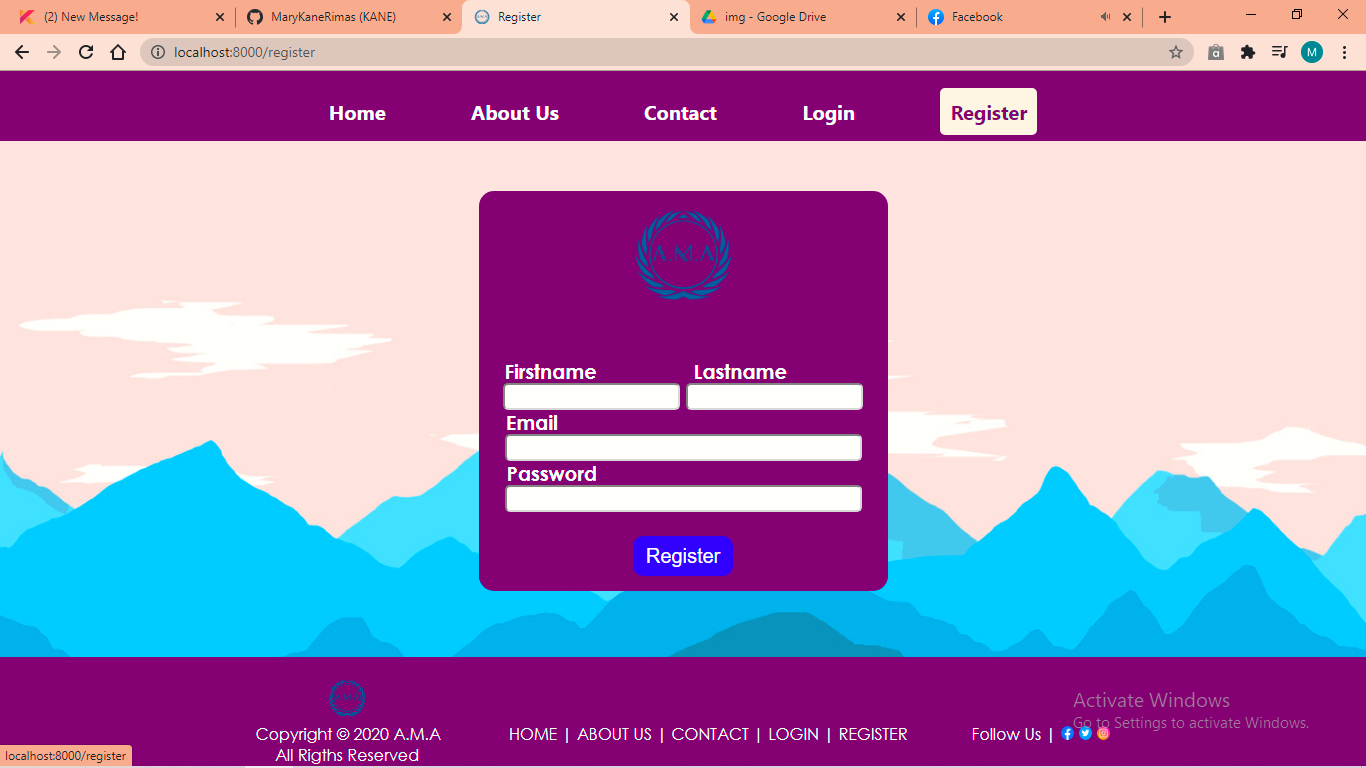 (2) New Message!
MaryKaneRimas (KANE)
Register
img - Google Drive
Facebook
localhost:8000/register
M
Home
About Us
Contact
Login
Register
A.M.A
Firstname
Lastname
Email
Password
Register
A.M.A
Copyright © 2020 A.M.A
All Rigths Reserved
HOME | ABOUT US | CONTACT | LOGIN | REGISTER
Follow Us |
Activate Windows
Go to Settings to activate Windows.
localhost:8000/register